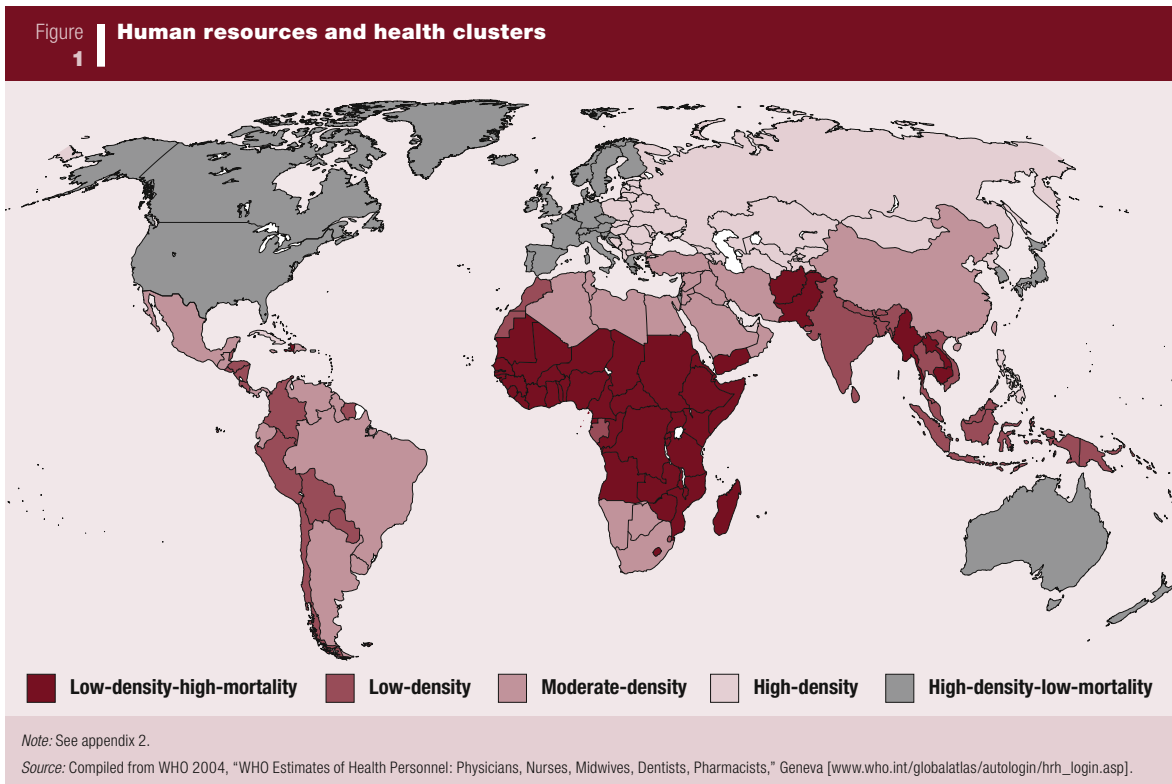 Figure
1
Human resources and health clusters
Low-density-high-mortality
Low-density
Moderate-density
High-density
High-density-low-mortality
Note: See appendix 2.
Source: Compiled from WHO 2004, “WHO Estimates of Health Personnel: Physicians, Nurses, Midwives, Dentists, Pharmacists,” Geneva [www.who.int/globalatlas/autologin/hrh_login.asp].